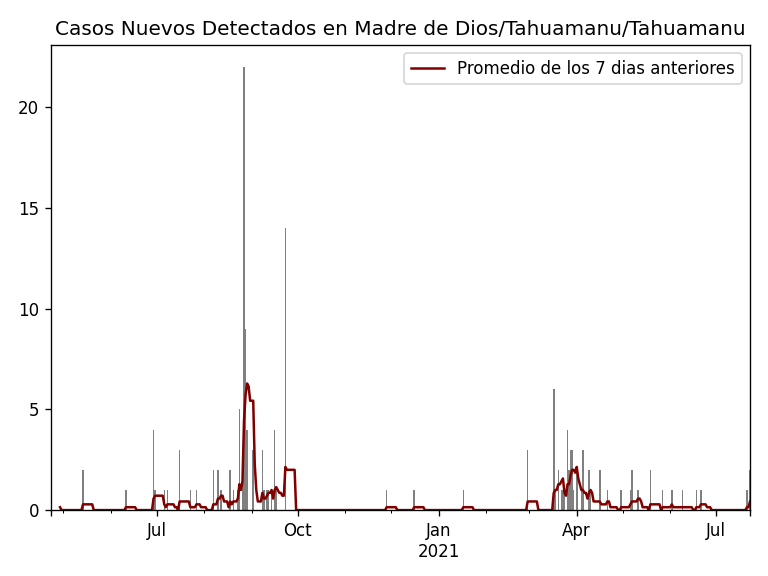 Casos Nuevos Detectados en Madre de Dios/Tahuamanu/Tahuamanu
Promedio de los 7 dias anteriores
20
15
10
5
0
Jul
Oct
Jan
2021
Apr
Jul